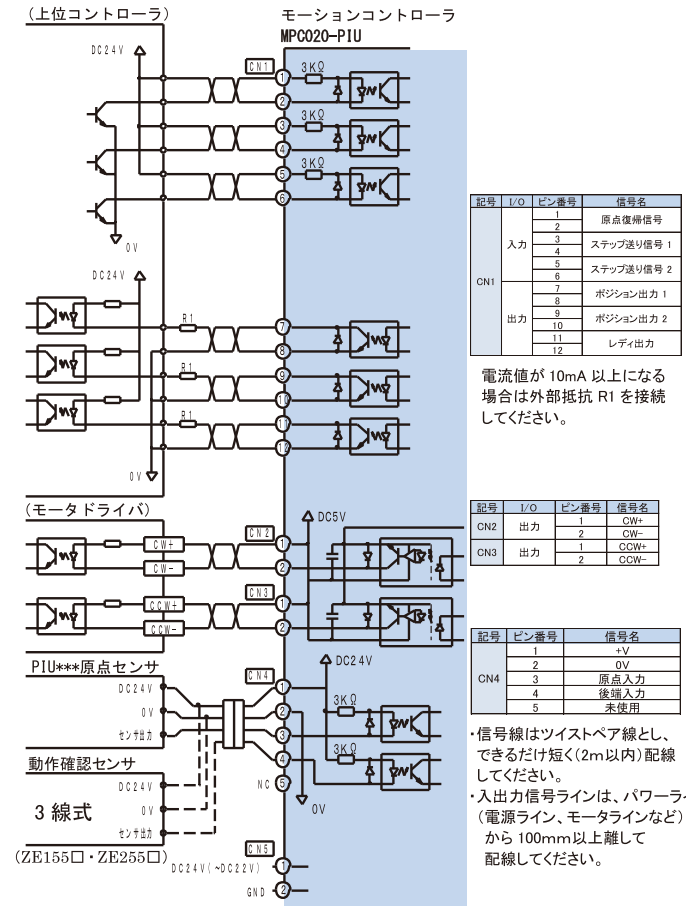 (上位コントローラ)
モーションコントローラ
MPC020-PIU
DC24V
CN1
1
3KΩ
2
3
3KΩ
4
5
3KΩ
6
0V
DC24V
R1
7
8
R1
9
10
R1
11
12
0V
(モータドライバ)
DC5V
CN2
CW+
1
CW-
2
CN3
CCW+
1
CCW-
2
PIU***原点センサ
DC24V
CN4
DC24V
1
0V
2
3KΩ
センサ出力
3
3KΩ
4
動作確認センサ
DC24V
NC
5
0V
0V
3線式
センサ出力
(ZE155□・ZE255□)
CN5
DC24V(~DC22V)
1
GND
2
記号 I/O ピン番号 信号名
CN1 入力 1 2 原点復帰信号
3 4 ステップ送り信号 1
5 6 ステップ送り信号 2
出力 7 8 ポジション出力 1
9 10 ポジション出力 2
11 12 レディ出力
電流値が 10mA 以上になる
場合は外部抵抗 R1 を接続
してください。
記号 I/O ピン番号 信号名
CN2 出力 1 CW+
2 CW-
CN3 出力 1 CCW+
2 CCW-
記号 ピン番号 信号名
CN4 1 +V
2 0V
3 原点入力
4 後端入力
5 未使用
・信号線はツイストペア線とし、
できるだけ短く(2m以内)配線
してください。
・入出力信号ラインは、パワーライ
(電源ライン、モータラインなど)
から 100mm以上離して
配線してください。